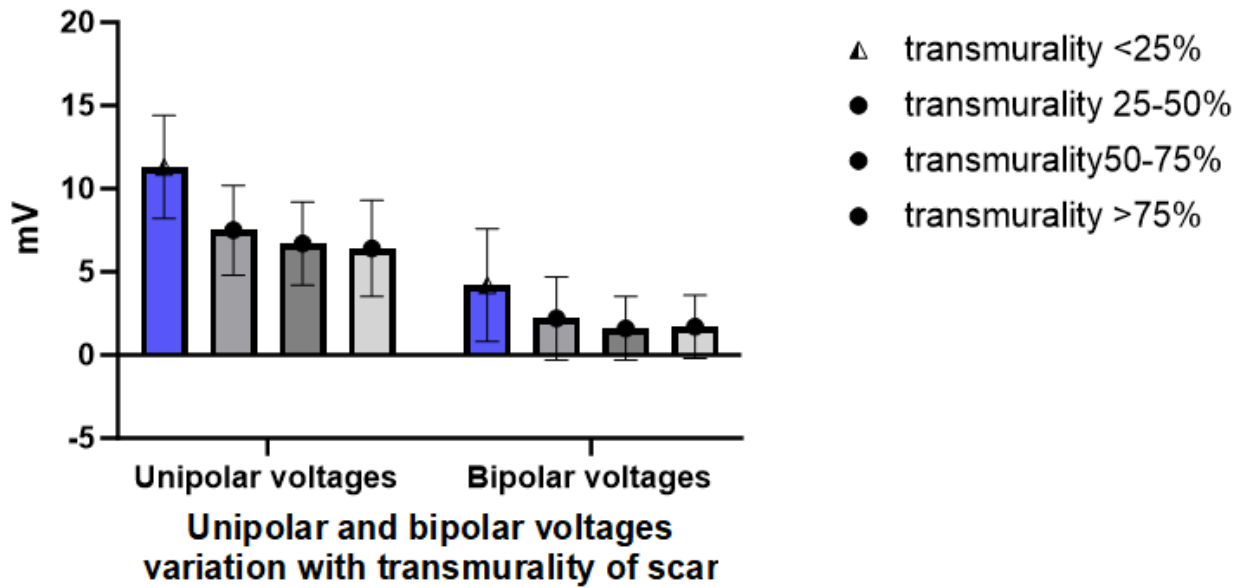 20
15
10
5
0
-5
mV
Unipolar voltages
Bipolar voltages
Unipolar and bipolar voltages
variation with transmurality of scar
transmurality <25%
transmurality 25-50%
transmurality50-75%
transmurality >75%